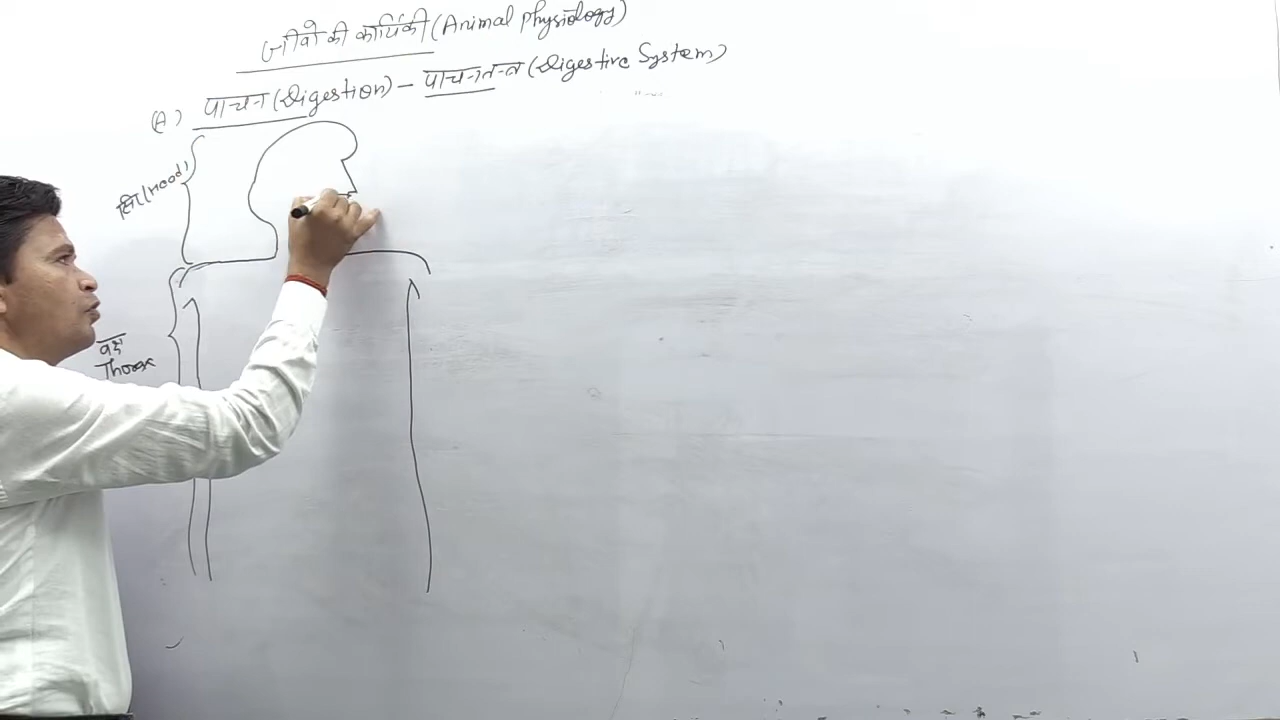 जीवो की कार्यिकी (Animal physiology)
(A) पाचन (Digestion) - पाचनतन्त्र (Digestive System)
सिर (Head)
वक्ष
Thorax